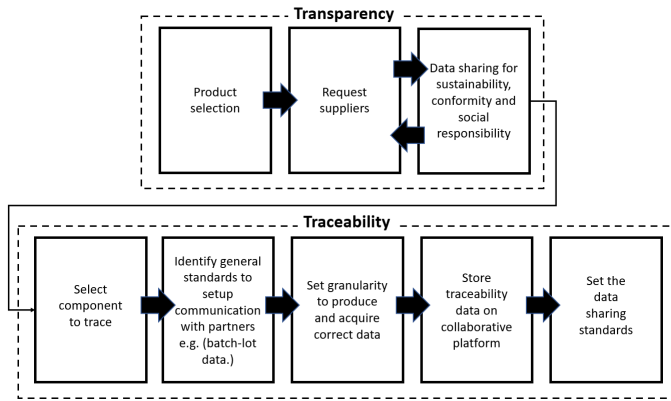 Transparency
Product
selection
Request
suppliers
Data sharing for
sustainability,
conformity and
social
responsibility
Traceability
Select
component
to trace
Identify general
standards to
setup
communication
with partners
e.g. (batch-lot
data.)
Set granularity
to produce
and acquire
correct data
Store
traceability
data on
collaborative
platform
Set the
data
sharing
standards